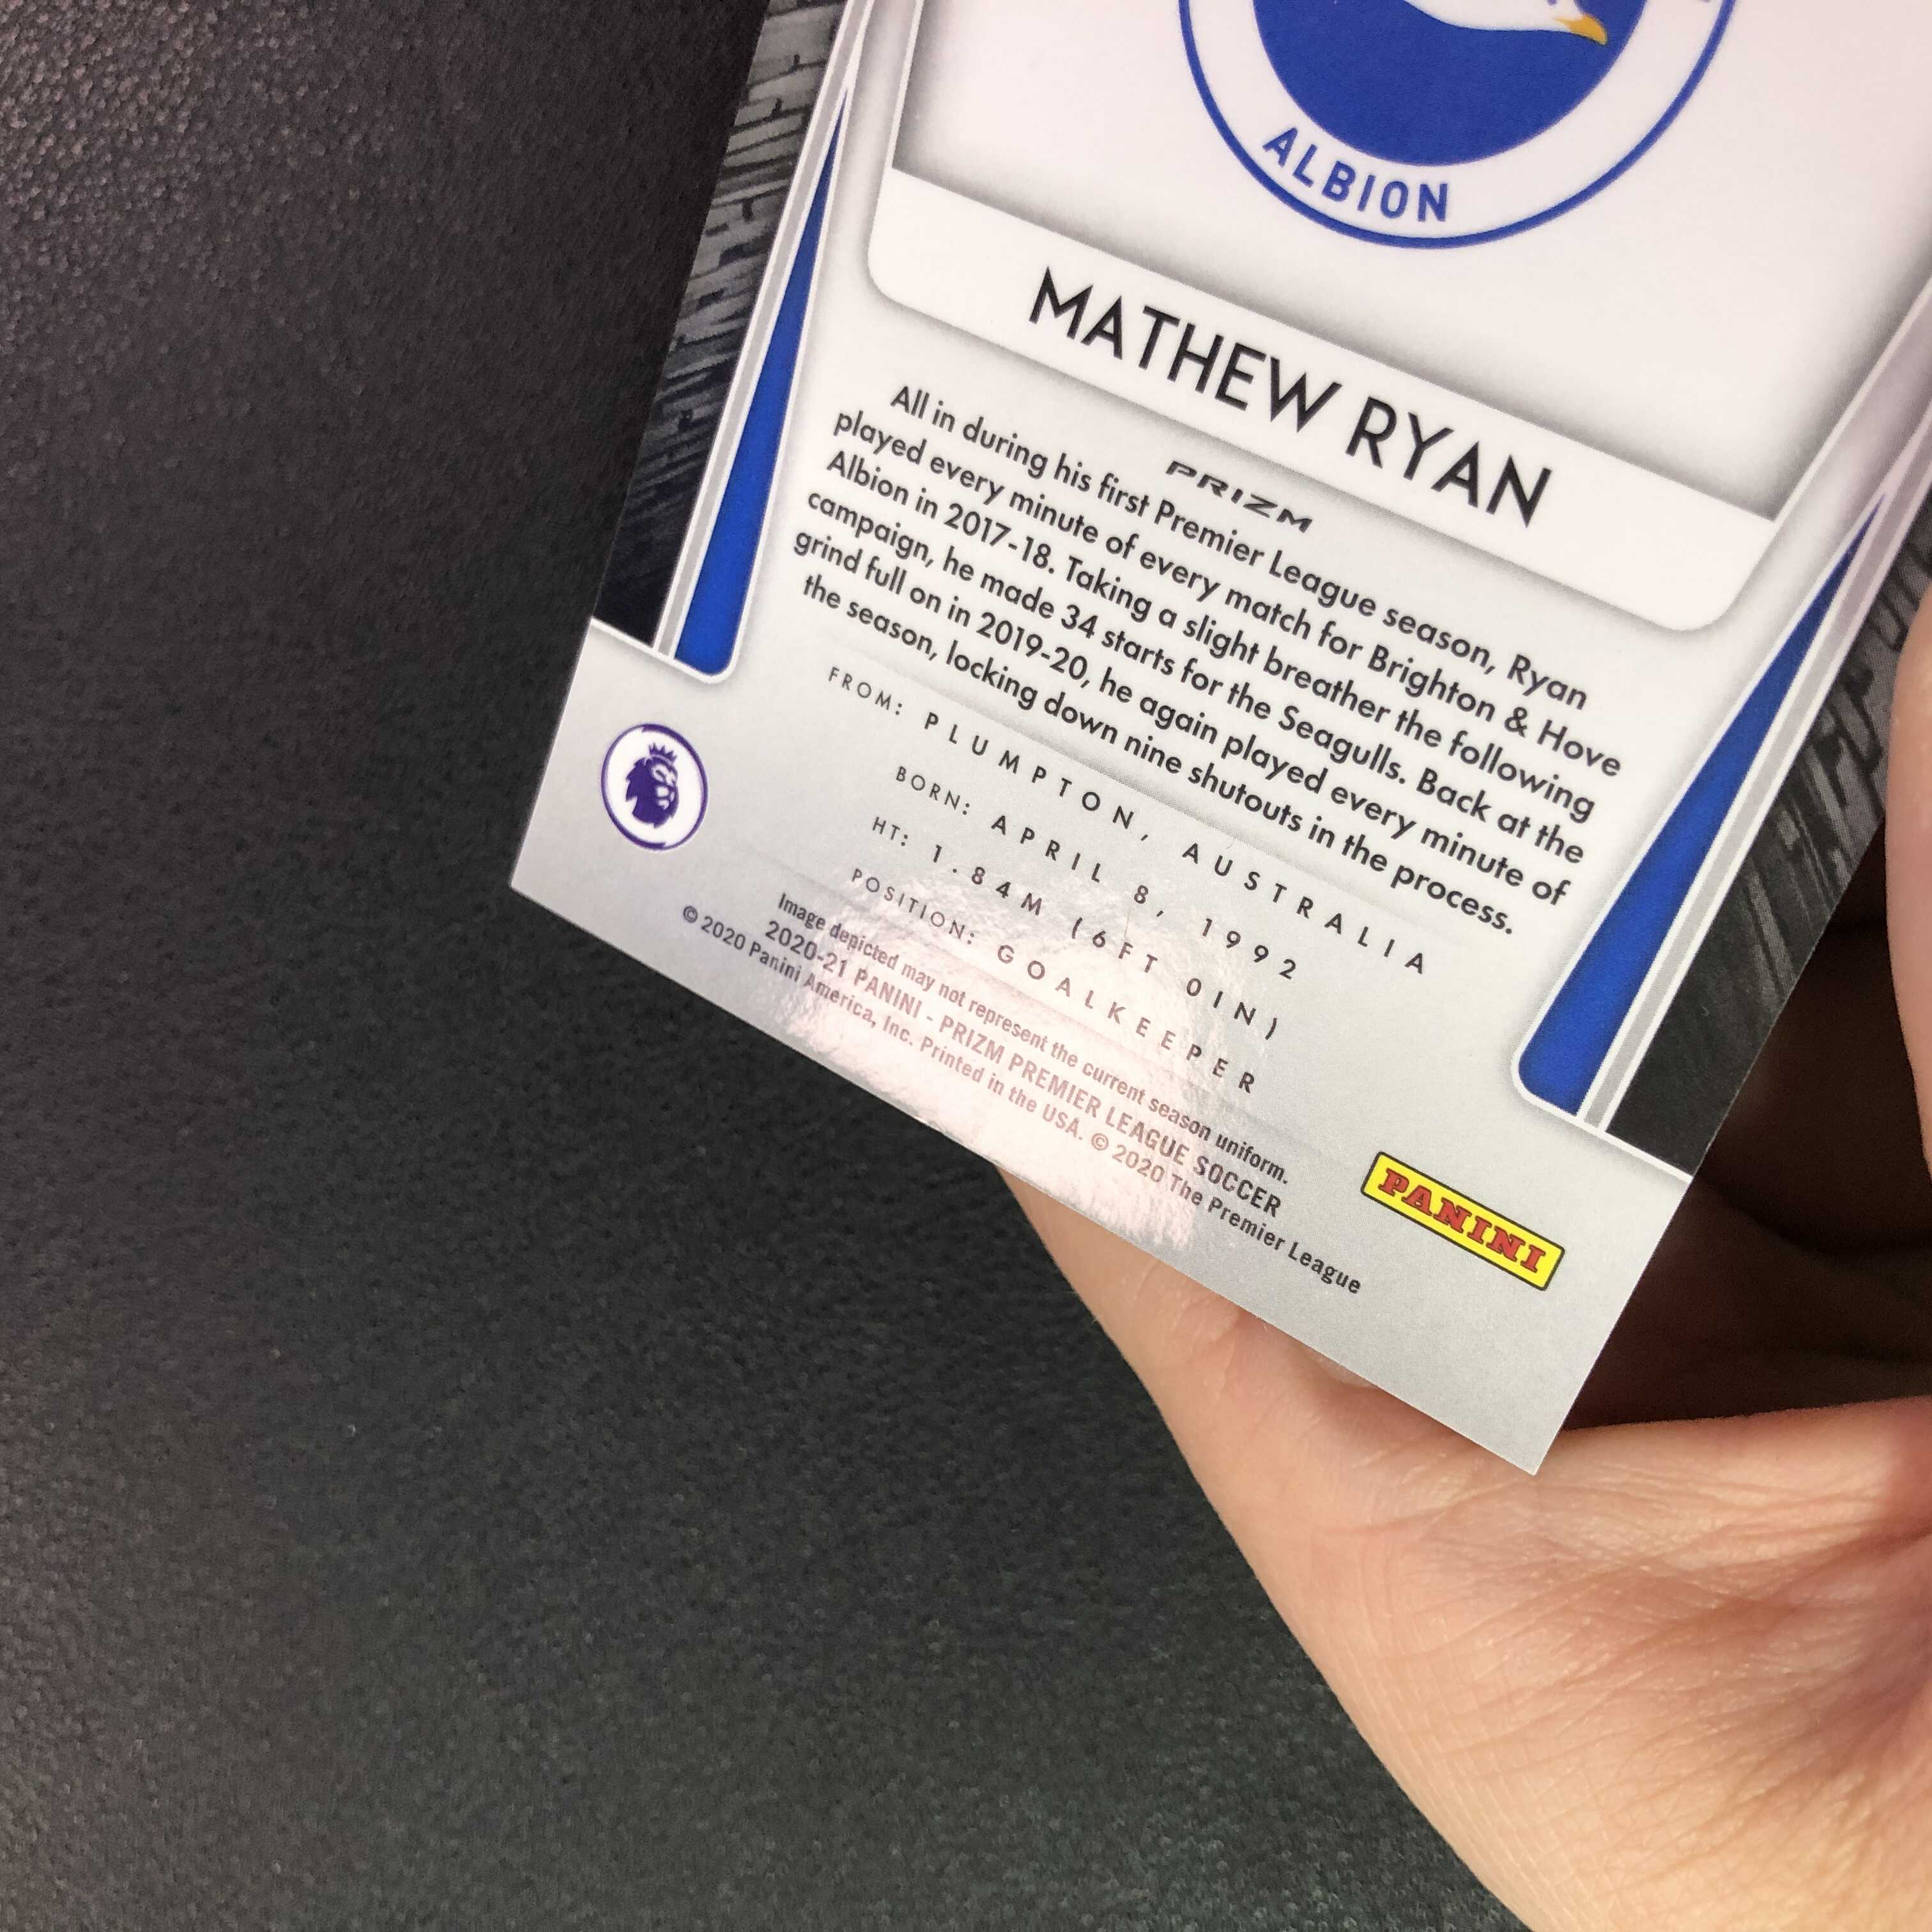 ALBION
MATHEW RYAN
PRIZM
All in during his first Premier League season, Ryan
played every minute of every match for Brighton & Hove
Albion in 2017-18. Taking a slight breather the following
campaign, he made 34 starts for the Seagulls. Back at the
grind full on in 2019-20, he again played every minute of
the season, locking down nine shutouts in the process.
FROM: PLUMPTON, AUSTRALIA
BORN: APRIL 8, 1992
HT: 1.84M (6FT 0IN)
POSITION: GOALKEEPER
Image depicted may not represent the current season uniform.
2020-21 PANINI - PRIZM PREMIER LEAGUE SOCCER
© 2020 Panini America, Inc. Printed in the USA. © 2020 The Premier League
PANINI